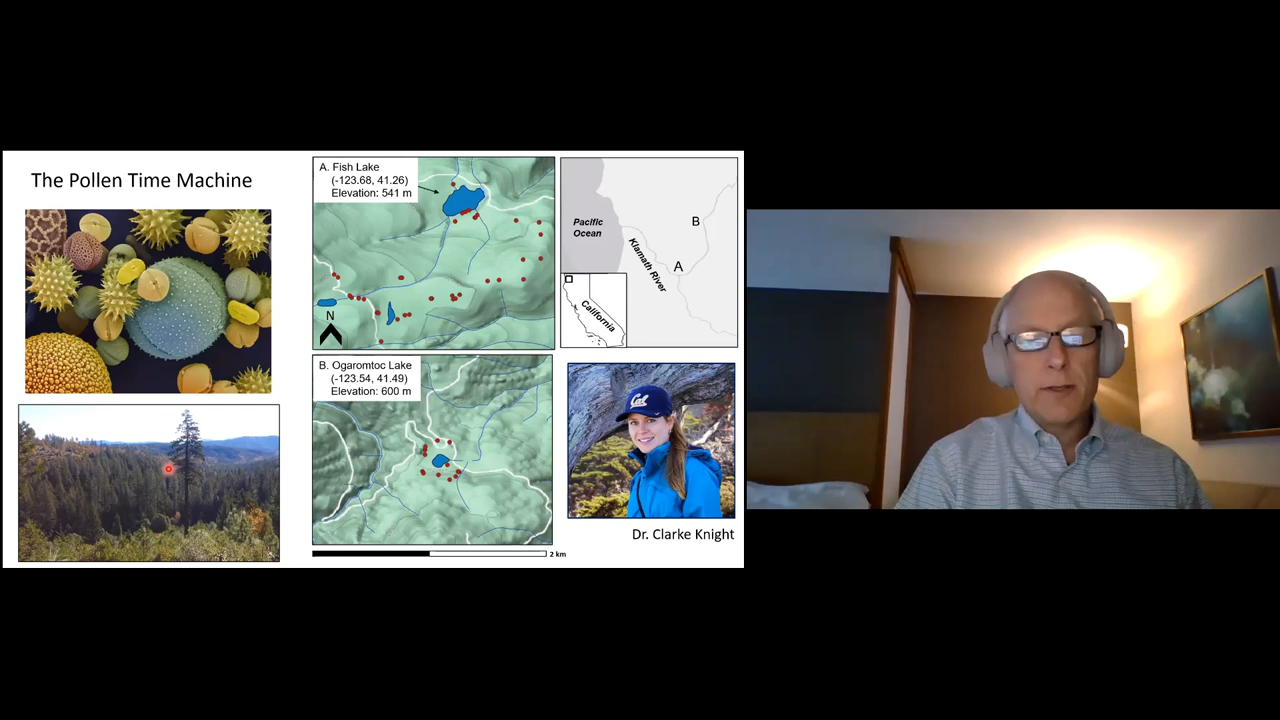 The Pollen Time Machine
A. Fish Lake
(-123.68, 41.26)
Elevation: 541 m
N
B. Ogaromtoc Lake
(-123.54, 41.49)
Elevation: 600 m
2 km
Pacific
Ocean
B
A
Klamath River
California
Cal
Dr. Clarke Knight